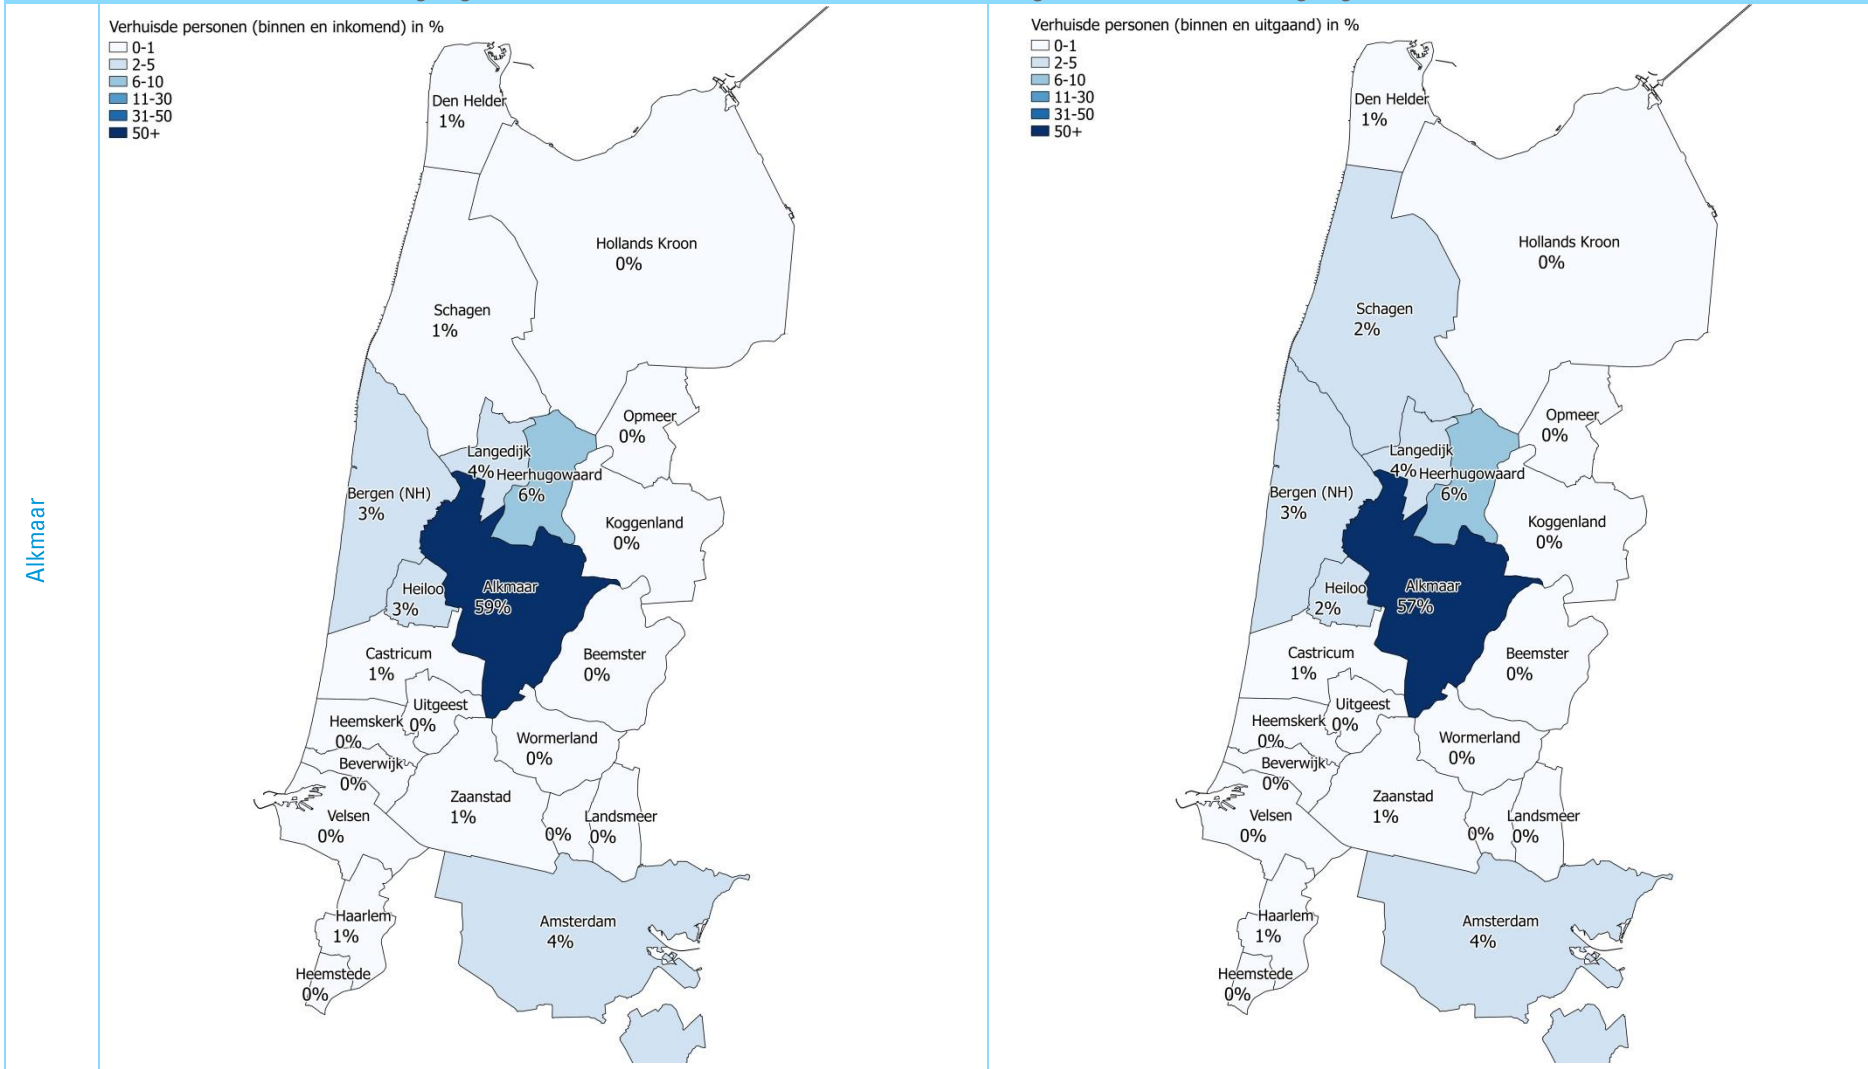 Alkmaar
Verhuisde personen (binnen en inkomend) in %
0-1
2-5
6-10
11-30
31-50
50+
Den Helder
1%
Hollands Kroon
0%
Schagen
1%
Opmeer
0%
Langedijk
4%
Heerhugowaard
6%
Bergen (NH)
3%
Koggenland
0%
Heiloo
3%
Alkmaar
59%
Castricum
1%
Beemster
0%
Uitgeest
0%
Heemskerk
0%
Wormerland
0%
Beverwijk
0%
Zaanstad
1%
Velsen
0%
0%
Landsmeer
0%
Haarlem
1%
Amsterdam
4%
Heemstede
0%
Verhuisde personen (binnen en uitgaand) in %
0-1
2-5
6-10
11-30
31-50
50+
Den Helder
1%
Hollands Kroon
0%
Schagen
2%
Opmeer
0%
Langedijk
4%
Heerhugowaard
6%
Bergen (NH)
3%
Koggenland
0%
Heiloo
2%
Alkmaar
57%
Castricum
1%
Beemster
0%
Uitgeest
0%
Heemskerk
0%
Wormerland
0%
Beverwijk
0%
Zaanstad
1%
Velsen
0%
0%
Landsmeer
0%
Haarlem
1%
Amsterdam
4%
Heemstede
0%